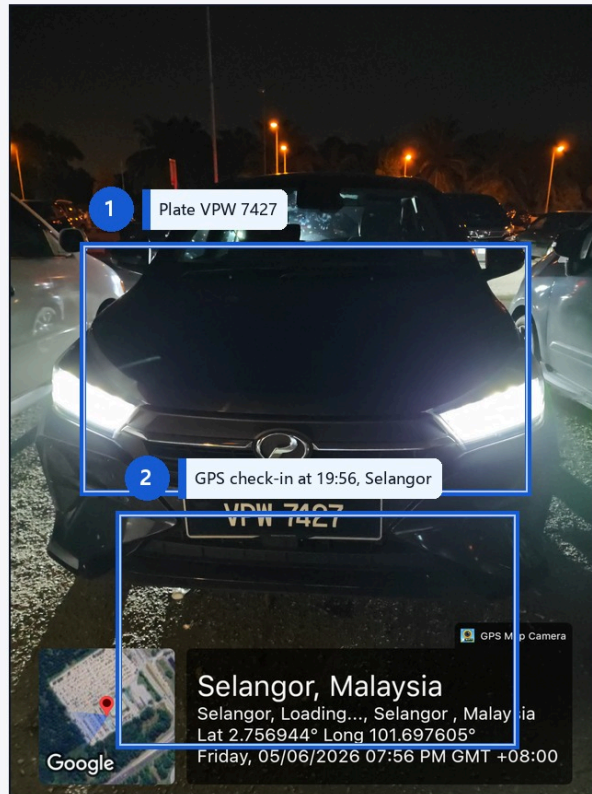 1
Plate VPW 7427
2
GPS check-in at 19:56, Selangor
VPW 7427
GPS Map Camera
Selangor, Malaysia
Selangor, Loading..., Selangor , Malaysia
Lat 2.756944° Long 101.697605°
Friday, 05/06/2026 07:56 PM GMT +08:00
Google